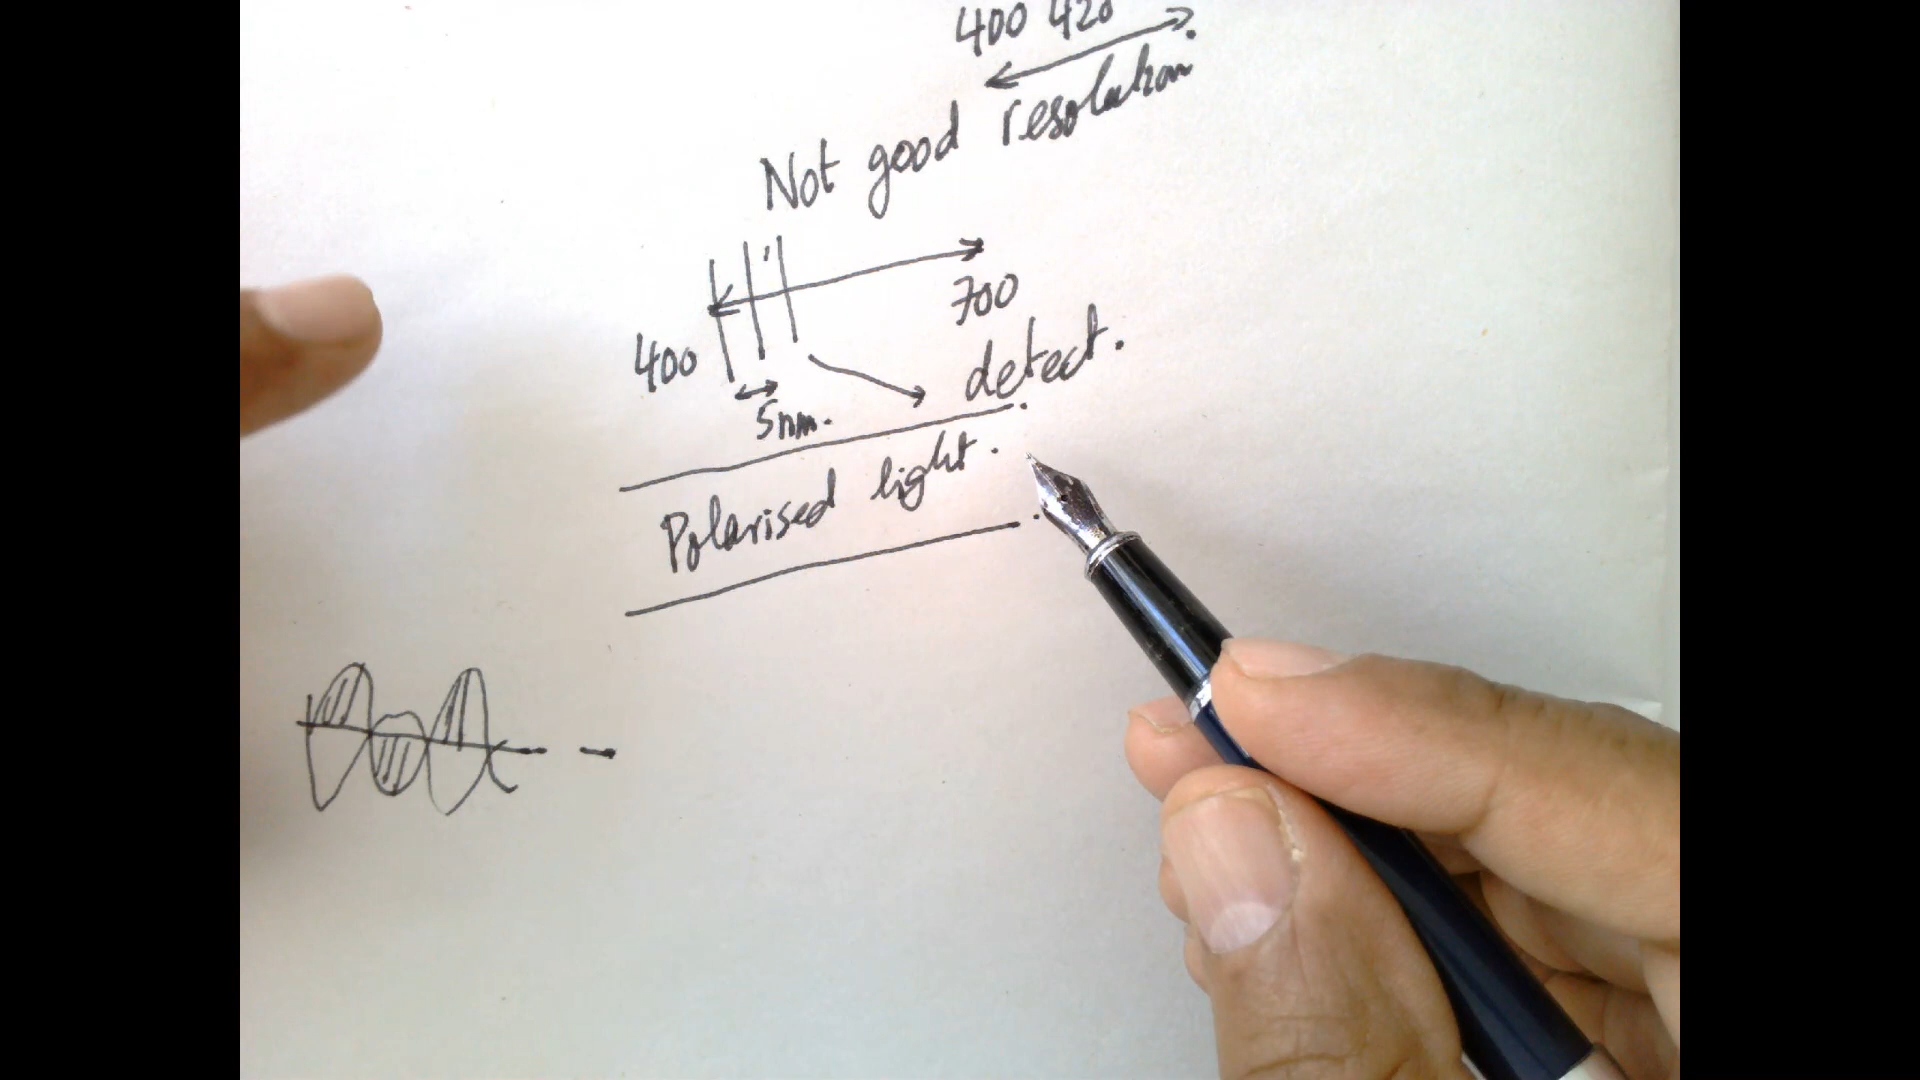 400 420
Not good resolution
700
400
detect.
5nm.
Polarised light.